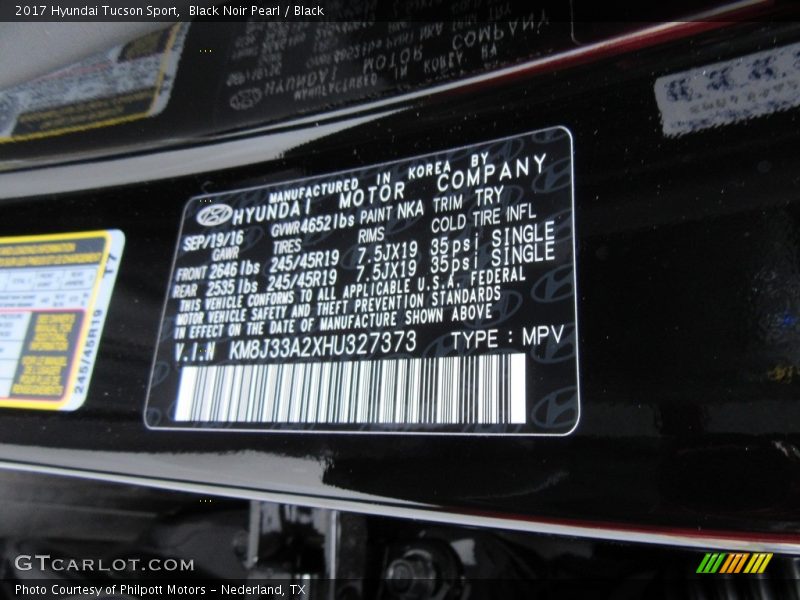 2017 Hyundai Tucson Sport, Black Noir Pearl / Black
MANUFACTURED IN KOREA BY
HYUNDAI MOTOR COMPANY
SEP/19/16 GVWR 4652 lbs PAINT NKA TRIM TRY
GAWR TIRES RIMS COLD TIRE INFL
FRONT 2646 lbs 245/45R19 7.5JX19 35psi SINGLE
REAR 2535 lbs 245/45R19 7.5JX19 35psi SINGLE
THIS VEHICLE CONFORMS TO ALL APPLICABLE U.S.A. FEDERAL
MOTOR VEHICLE SAFETY AND THEFT PREVENTION STANDARDS
IN EFFECT ON THE DATE OF MANUFACTURE SHOWN ABOVE
V.I.N KM8J33A2XHU327373 TYPE : MPV
245/45R19
GTCARLOT.COM
Photo Courtesy of Philpott Motors - Nederland, TX